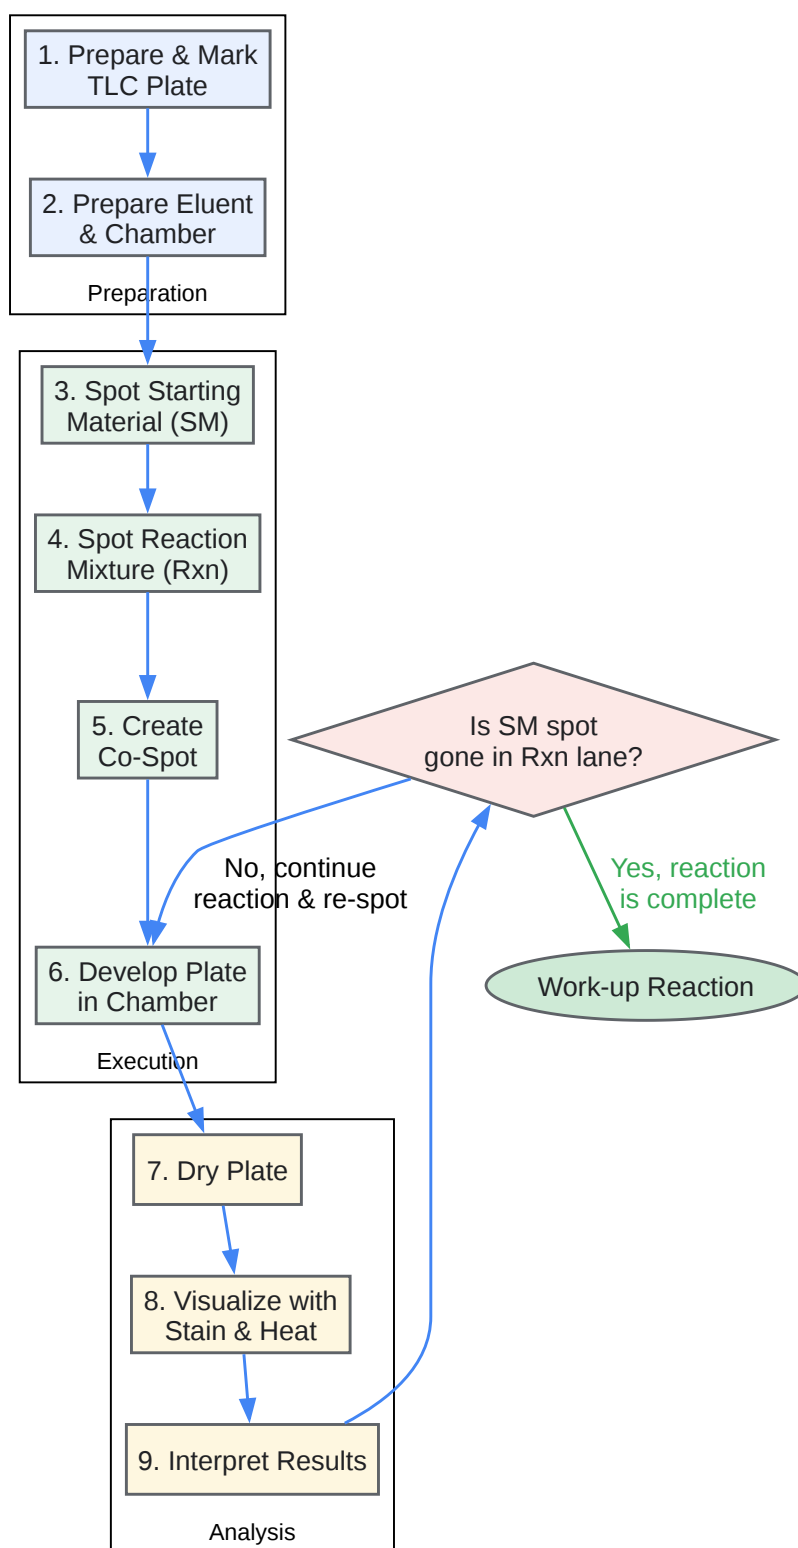 1. Prepare & Mark
TLC Plate
2. Prepare Eluent
& Chamber
Preparation
3. Spot Starting
Material (SM)
4. Spot Reaction
Mixture (Rxn)
5. Create
Co-Spot
Is SM spot
gone in Rxn lane?
No, continue
reaction & re-spot
Yes, reaction
is complete
6. Develop Plate
in Chamber
Work-up Reaction
Execution
7. Dry Plate
8. Visualize with
Stain & Heat
9. Interpret Results
Analysis